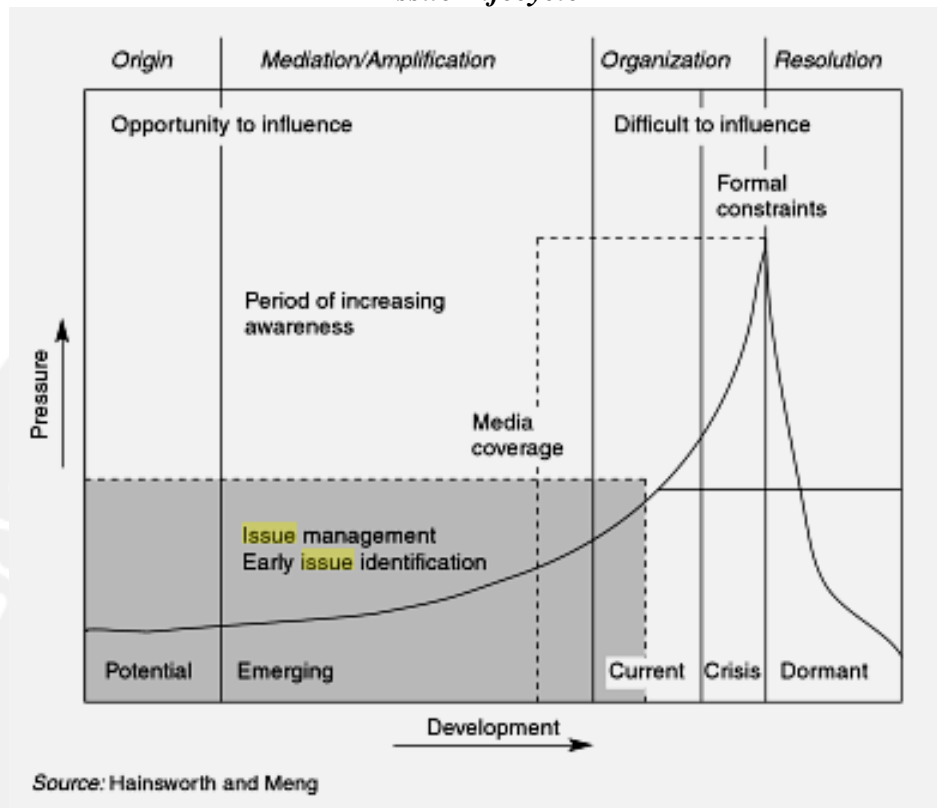 Origin
Mediation/Amplification
Organization
Resolution
Opportunity to influence
Difficult to influence
Formal
constraints
Period of increasing
awareness
Pressure
Media
coverage
Issue management
Early issue identification
Potential
Emerging
Current
Crisis
Dormant
Development
Source: Hainsworth and Meng